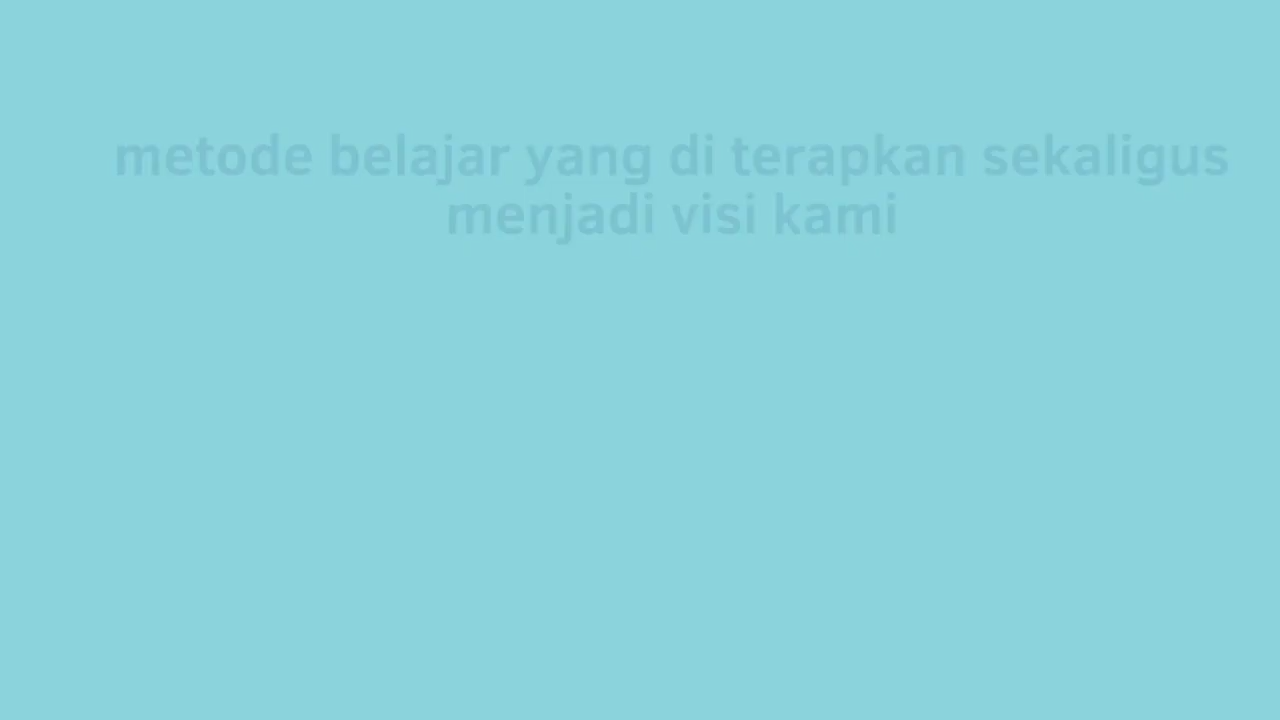 metode belajar yang di terapkan sekaligus
menjadi visi kami